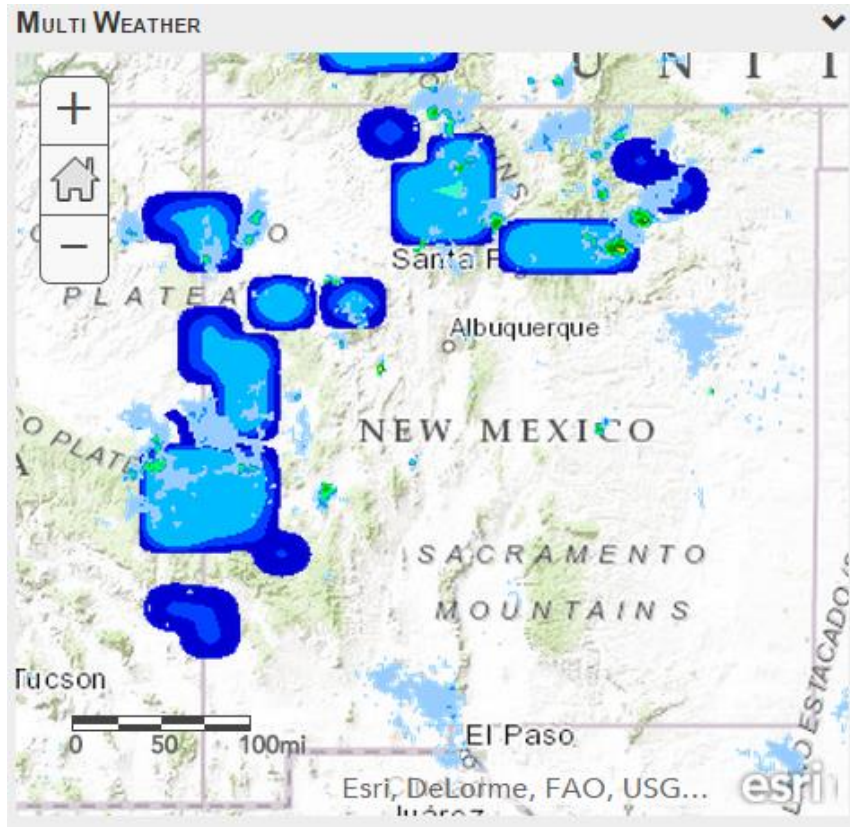 MULTI WEATHER
U N I T
+
−
Santa F
PLATEA
Albuquerque
NEW MEXICO
O PLATE
A
SACRAMENTO
MOUNTAINS
Tucson
0 50 100mi
El Paso
Esri, DeLorme, FAO, USG...
esri
Juárez